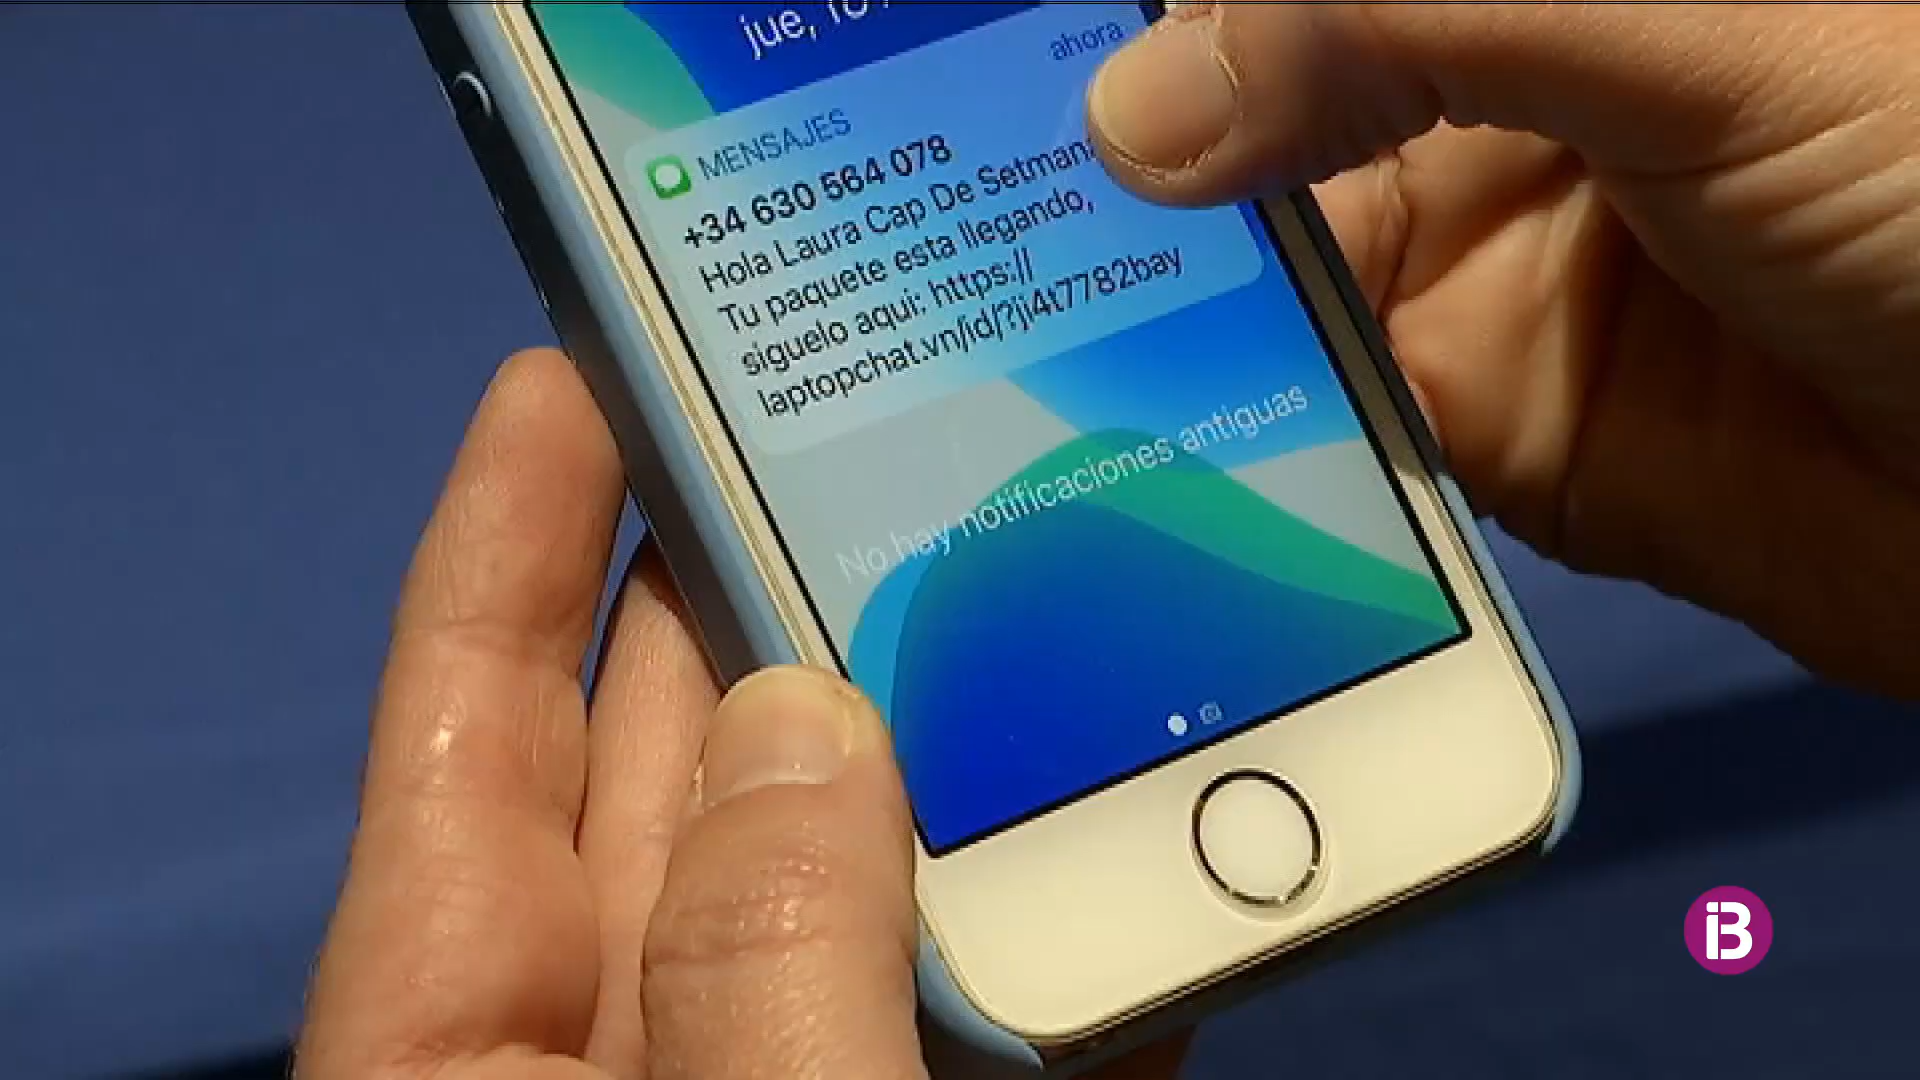 jue,
ahora
MENSAJES
+34 630 564 078
Hola Laura Cap De Setmana
Tu paquete esta llegando,
siguelo aqui: https://
laptopchat.vn/id/?ji4t7782bay
No hay notificaciones antiguas
iB